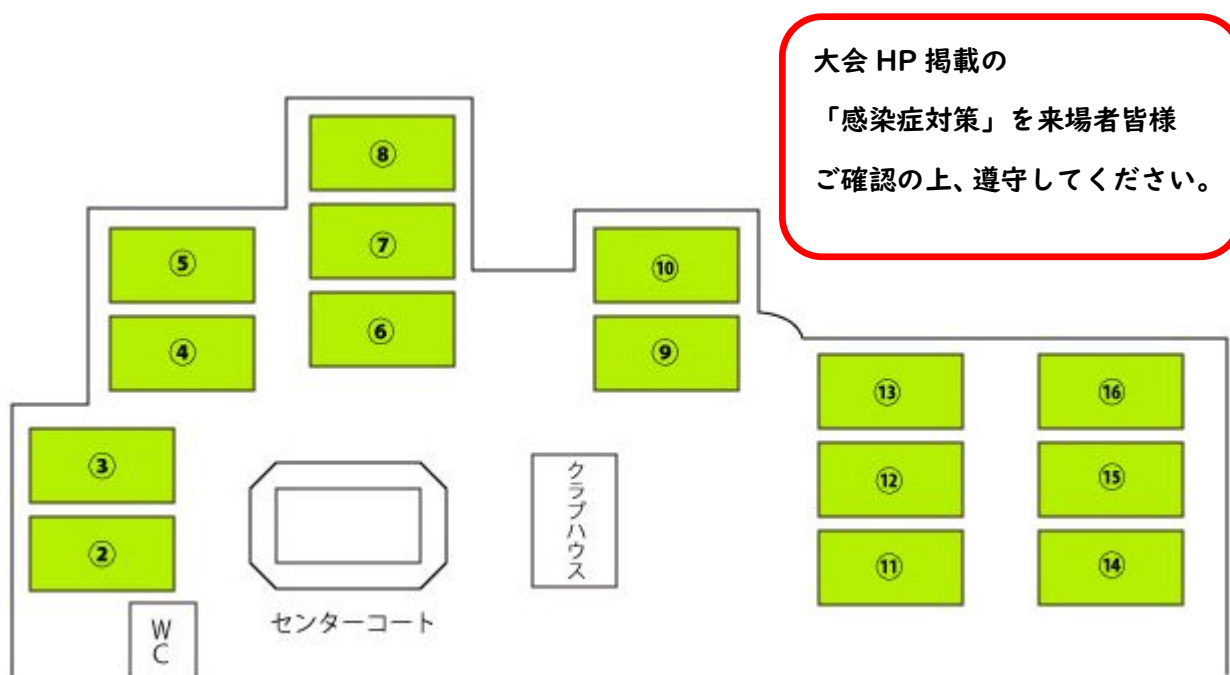 大会 HP 掲載の
「感染症対策」を来場者皆様
ご確認の上、遵守してください。
⑧
⑦
⑥
⑤
④
⑩
⑨
③
②
⑬
⑫
⑪
⑯
⑮
⑭
クラブハウス
センターコート
WC